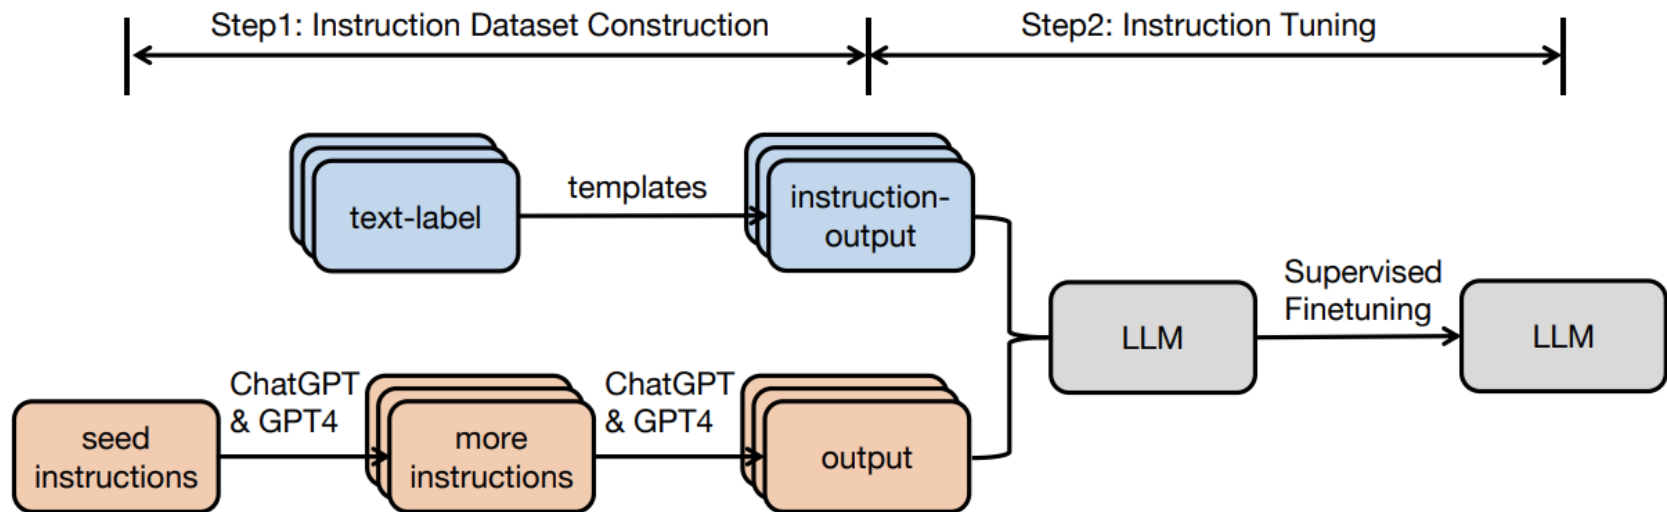 Step1: Instruction Dataset Construction
Step2: Instruction Tuning
text-label
templates
instruction-
output
seed
instructions
ChatGPT
& GPT4
more
instructions
ChatGPT
& GPT4
output
LLM
Supervised
Finetuning
LLM